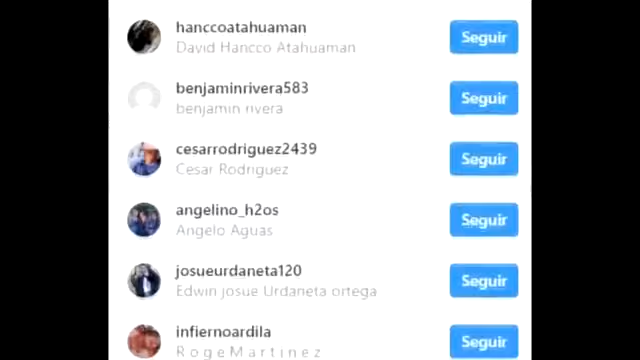 hanccoatahuaman
David Hancco Atahuaman
Seguir
benjaminrivera583
benjamin rivera
Seguir
cesarrodriguez2439
Cesar Rodriguez
Seguir
angelino_h2os
Angelo Aguas
Seguir
josueurdaneta120
Edwin josue Urdaneta ortega
Seguir
infiernoardila
R o g e M a r t i n e z
Seguir